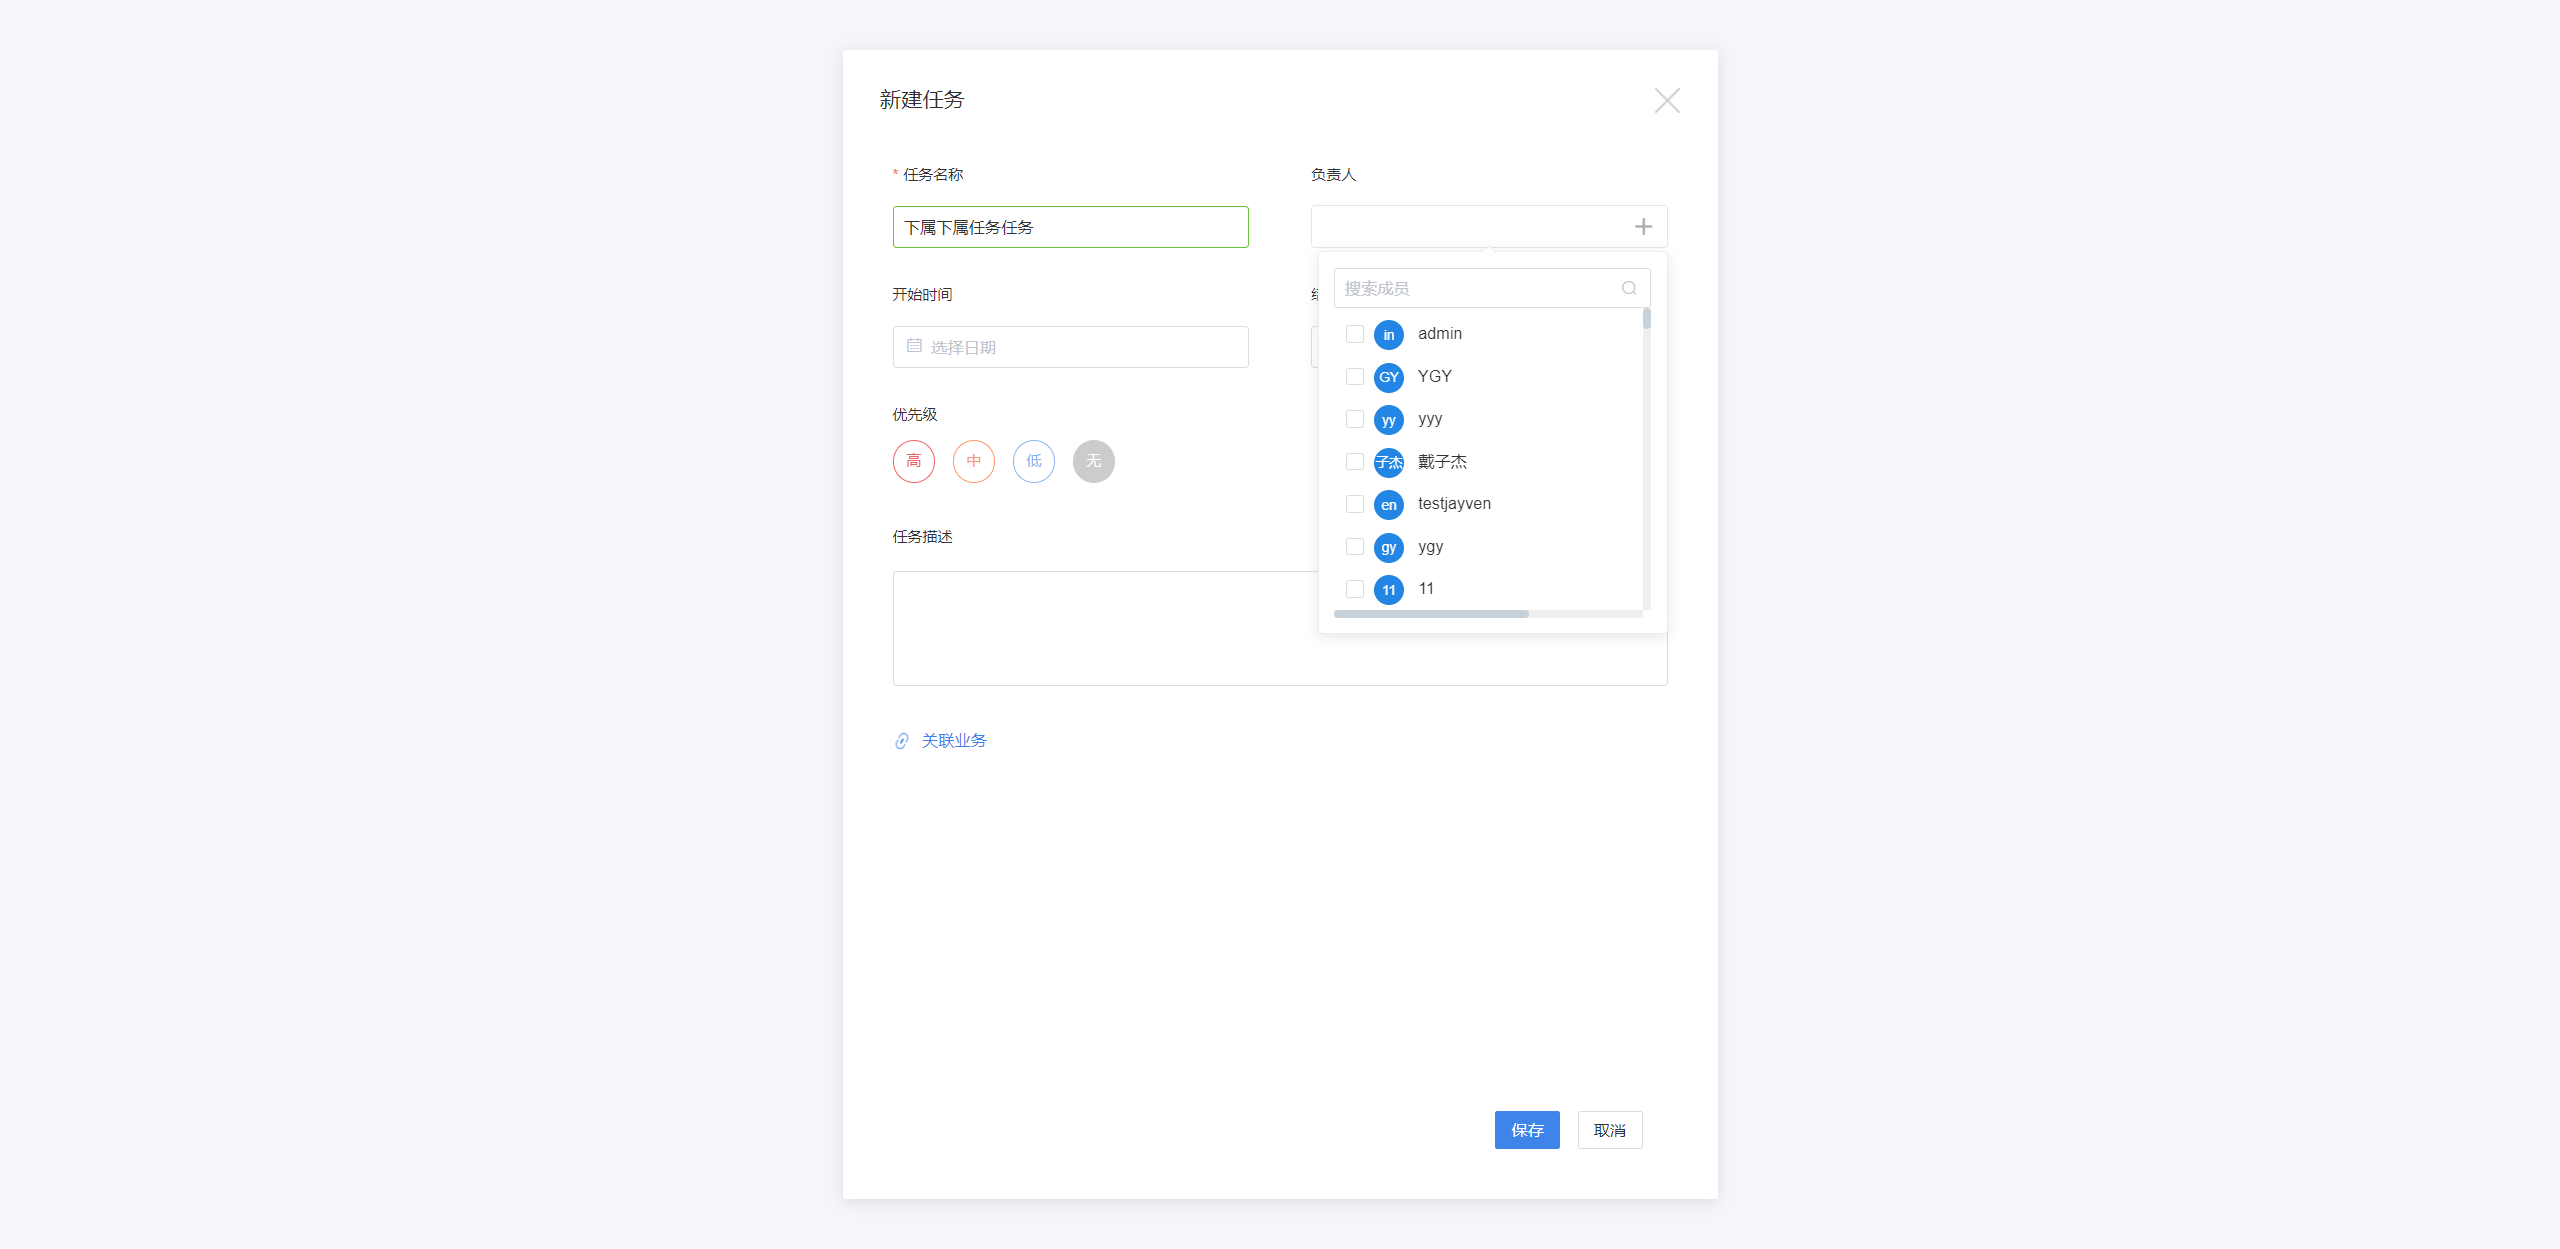 新建任务
* 任务名称
负责人
下属下属任务任务
开始时间
搜索成员
选择日期
in admin
GY YGY
yy yyy
子杰 戴子杰
en testjayven
gy ygy
11 11
优先级
高 中 低 无
任务描述
关联业务
保存 取消